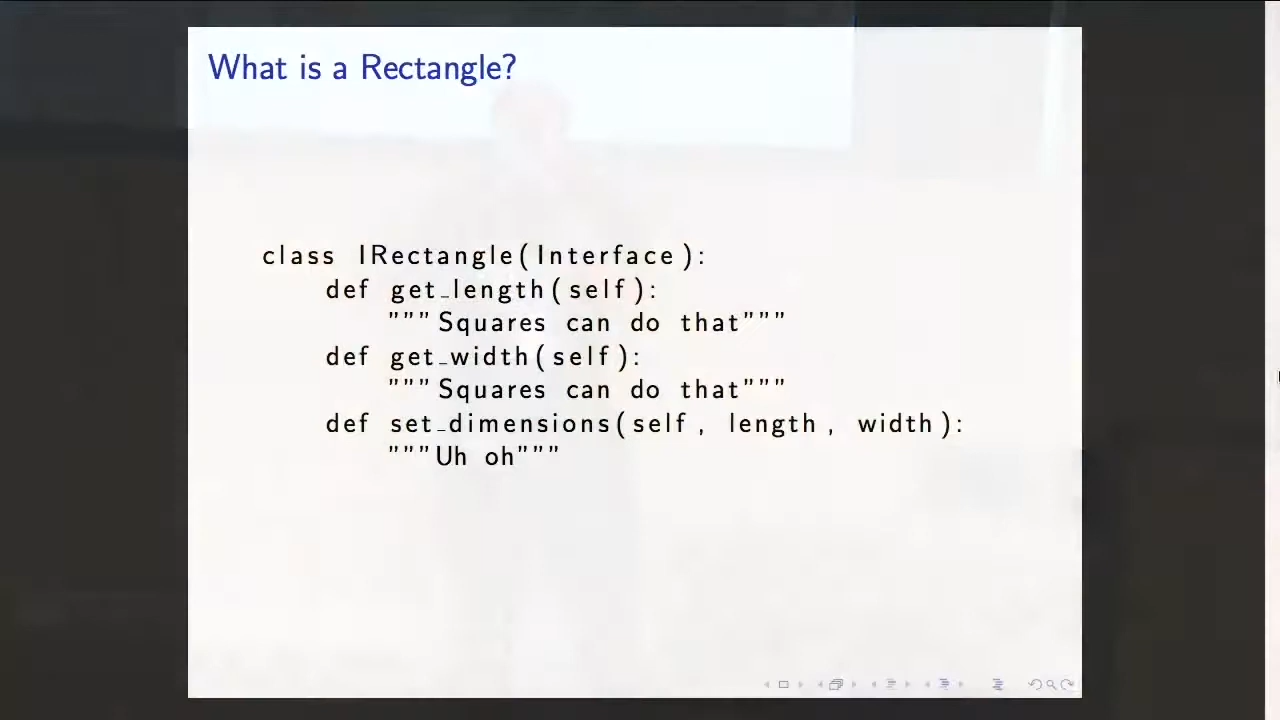 What is a Rectangle?
class IRectangle(Interface):
    def get_length(self):
        """Squares can do that"""
    def get_width(self):
        """Squares can do that"""
    def set_dimensions(self, length, width):
        """Uh oh"""